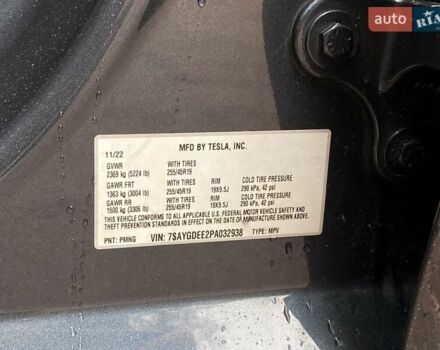 auto RIA
MFD BY TESLA, INC.
11/22
GVWR WITH TIRES
2369 kg (5224 lb) 255/45R19
GAWR FRT WITH TIRES RIM COLD TIRE PRESSURE
1363 kg (3004 lb) 255/45R19 19X9.5J 290 kPa, 42 psi
GAWR RR WITH TIRES RIM COLD TIRE PRESSURE
1500 kg (3306 lb) 255/45R19 19X9.5J 290 kPa, 42 psi
THIS VEHICLE CONFORMS TO ALL APPLICABLE U.S. FEDERAL MOTOR VEHICLE SAFETY AND
THEFT PREVENTION STANDARDS IN EFFECT ON THE DATE OF MANUFACTURE SHOWN ABOVE.
PNT: PMNG VIN: 7SAYGDEE2PA032938 TYPE: MPV